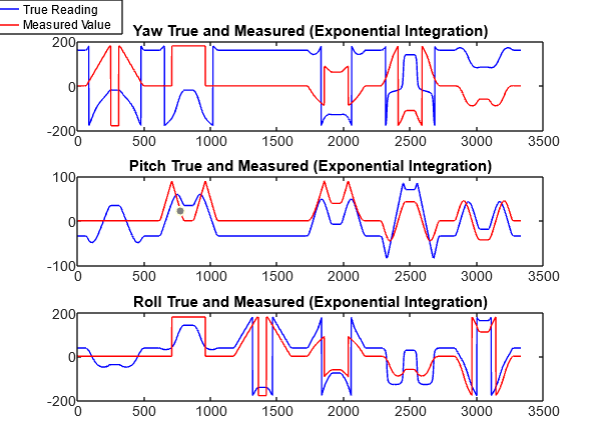 True Reading
Measured Value
Yaw True and Measured (Exponential Integration)
200
0
-200
0 500 1000 1500 2000 2500 3000 3500
Pitch True and Measured (Exponential Integration)
100
0
-100
0 500 1000 1500 2000 2500 3000 3500
Roll True and Measured (Exponential Integration)
200
0
-200
0 500 1000 1500 2000 2500 3000 3500